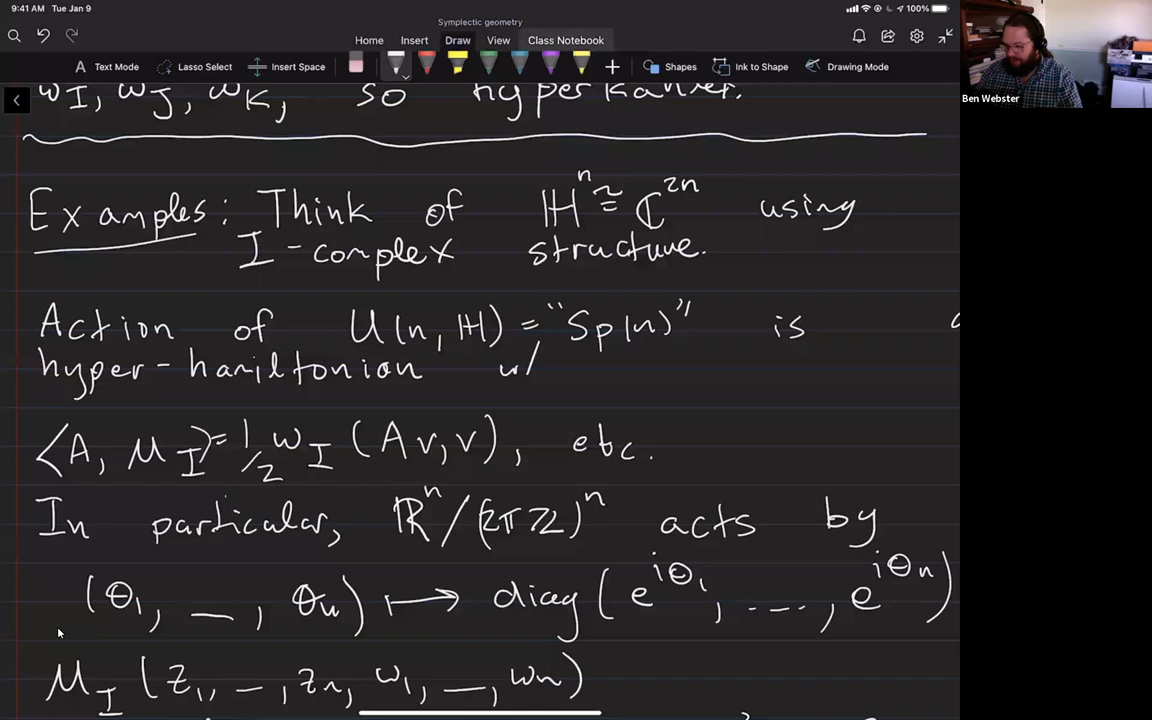 9:41 AM Tue Jan 9
100%
Symplectic geometry
Home Insert Draw View Class Notebook
Text Mode Lasso Select Insert Space Shapes Ink to Shape Drawing Mode
Ben Webster
ω_I, ω_J, ω_K, so hyperkahler.
Examples: Think of ℍ^n ≅ ℂ^{2n} using
I-complex structure.
Action of U(n, ℍ) = "Sp(n)" is
hyper-hamiltonian w/
⟨A, μ_I⟩ = 1/2 ω_I (Av, v), etc.
In particular, ℝ^n/(2πℤ)^n acts by
(θ_1, —, θ_n) ↦ diag(e^{iθ_1}, ...., e^{iθ_n})
μ_I (z_1, —, z_n, w_1, —, w_n)